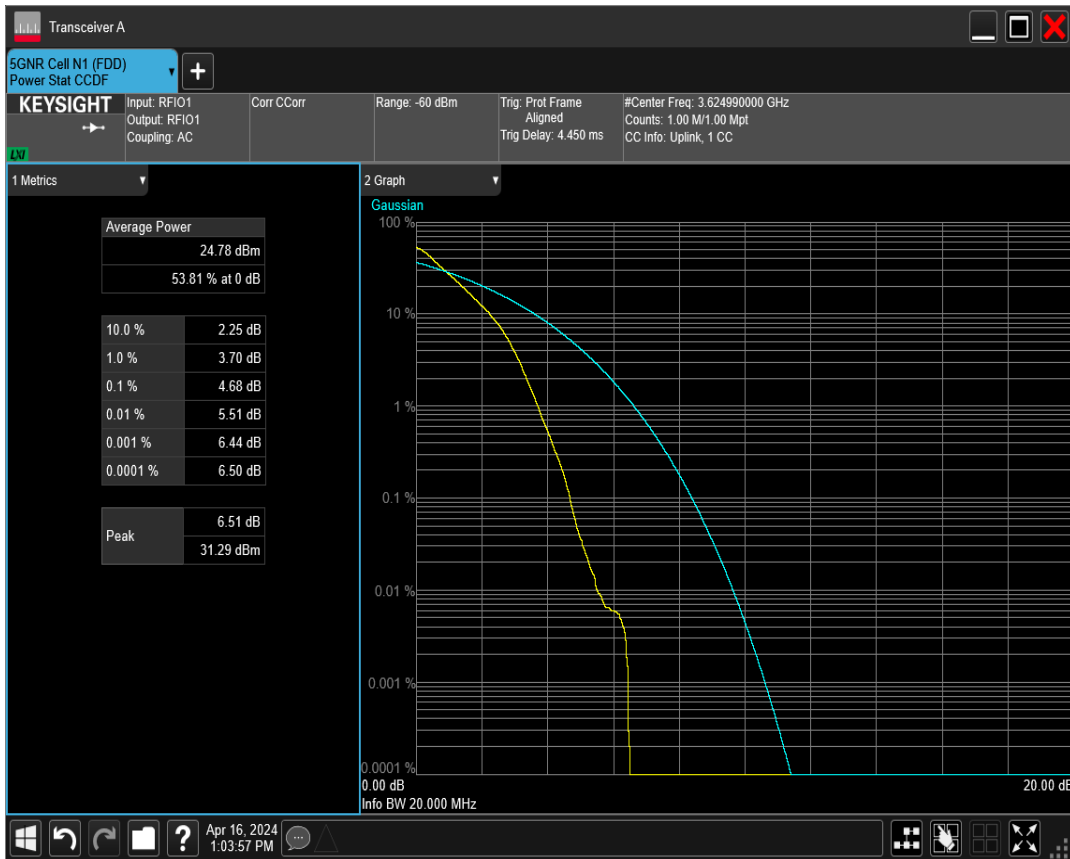 Transceiver A
5GNR Cell N1 (FDD)
Power Stat CCDF
KEYSIGHT
LXI
Input: RFIO1
Output: RFIO1
Coupling: AC
Corr CCorr
Range: -60 dBm
Trig: Prot Frame
Aligned
Trig Delay: 4.450 ms
#Center Freq: 3.624990000 GHz
Counts: 1.00 M/1.00 Mpt
CC Info: Uplink, 1 CC
1 Metrics
Average Power
24.78 dBm
53.81 % at 0 dB
10.0 % 2.25 dB
1.0 % 3.70 dB
0.1 % 4.68 dB
0.01 % 5.51 dB
0.001 % 6.44 dB
0.0001 % 6.50 dB
Peak 6.51 dB
31.29 dBm
2 Graph
Gaussian
100 %
10 %
1 %
0.1 %
0.01 %
0.001 %
0.0001 %
0.00 dB 20.00 dB
Info BW 20.000 MHz
Apr 16, 2024
1:03:57 PM